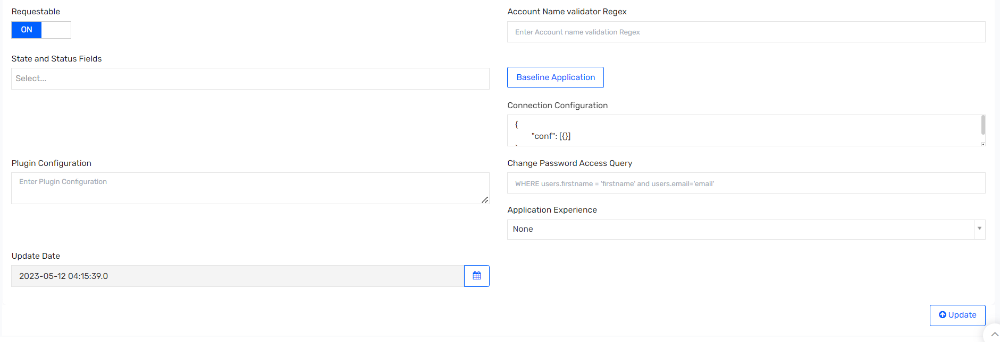 Requestable
ON
Account Name validator Regex
Enter Account name validation Regex
State and Status Fields
Select...
Baseline Application
Connection Configuration
{
"conf": [{}]
Plugin Configuration
Enter Plugin Configuration
Change Password Access Query
WHERE users.firstname = 'firstname' and users.email='email'
Application Experience
None
Update Date
2023-05-12 04:15:39.0
Update